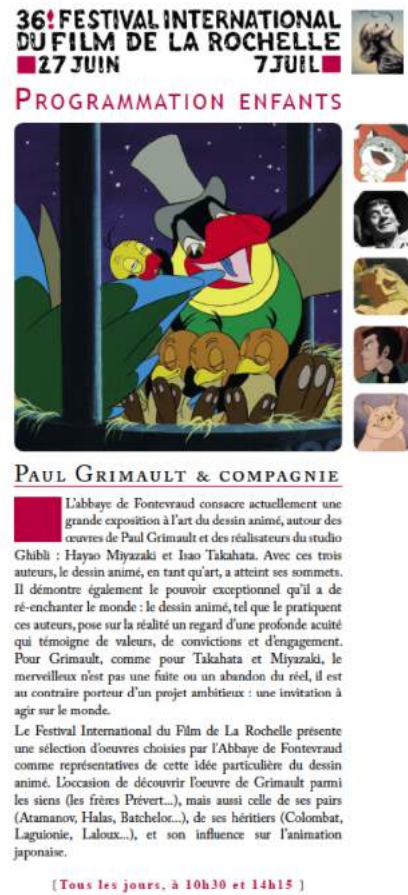 36e FESTIVAL INTERNATIONAL
DU FILM DE LA ROCHELLE
27 JUIN 7 JUIL
PROGRAMMATION ENFANTS
PAUL GRIMAULT & COMPAGNIE
L'abbaye de Fontevraud consacre actuellement une
grande exposition à l'art du dessin animé, autour des
œuvres de Paul Grimault et des réalisateurs du studio
Ghibli : Hayao Miyazaki et Isao Takahata. Avec ces trois
auteurs, le dessin animé, en tant qu'art, a atteint ses sommets.
Il démontre également le pouvoir exceptionnel qu'il a de
ré-enchanter le monde : le dessin animé, tel que le pratiquent
ces auteurs, pose sur la réalité un regard d'une profonde acuité
qui témoigne de valeurs, de convictions et d'engagement.
Pour Grimault, comme pour Takahata et Miyazaki, le
merveilleux n'est pas une fuite ou un abandon du réel, il est
au contraire porteur d'un projet ambitieux : une invitation à
agir sur le monde.
Le Festival International du Film de La Rochelle présente
une sélection d'oeuvres choisies par l'Abbaye de Fontevraud
comme représentatives de cette idée particulière du dessin
animé. L'occasion de découvrir l'oeuvre de Grimault parmi
les siens (les frères Prévert...), mais aussi celle de ses pairs
(Atamanov, Halas, Batchelor...), de ses héritiers (Colombat,
Laguionie, Laloux...), et son influence sur l'animation
japonaise.
[Tous les jours, à 10h30 et 14h15 ]